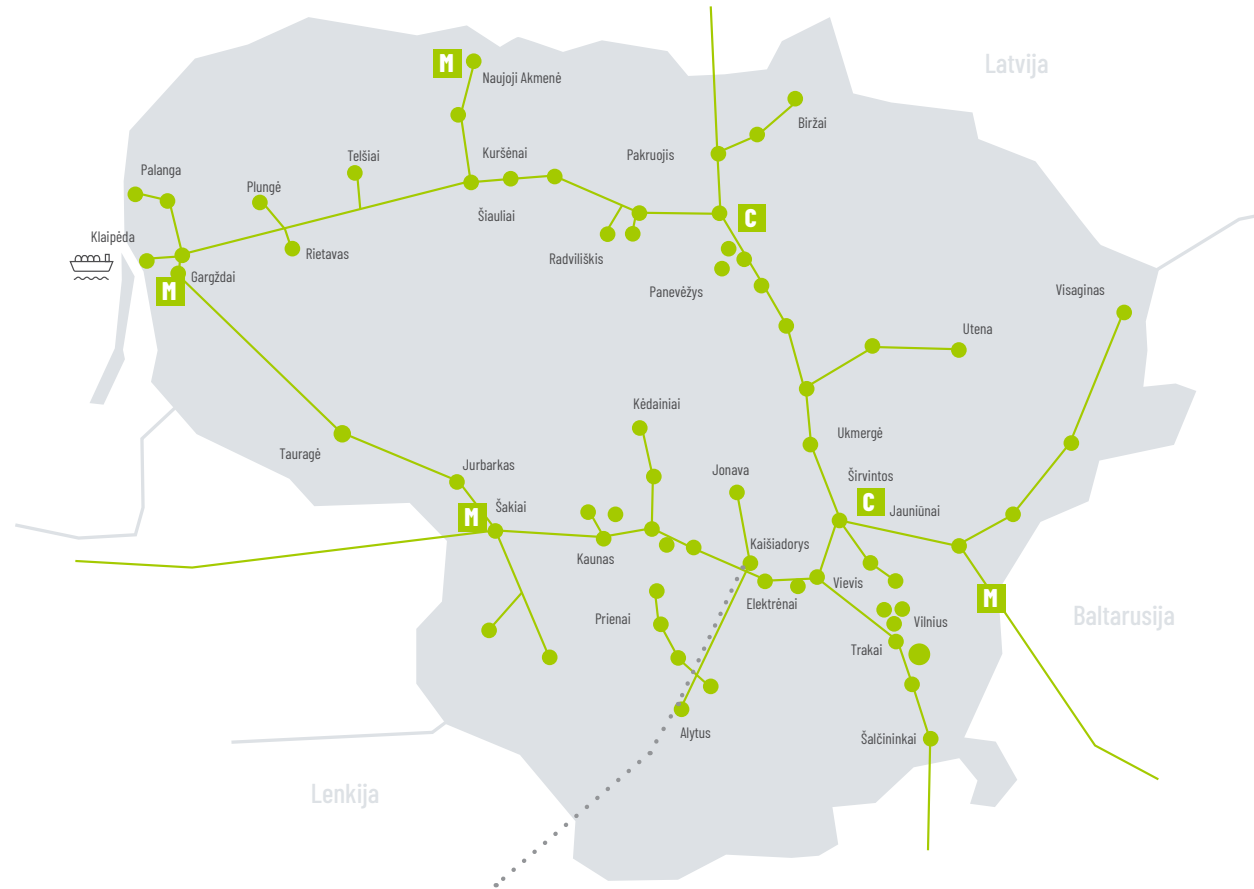 Latvija
M
Naujoji Akmenė
Biržai
Telšiai
Kuršėnai
Pakruojis
Palanga
Plungė
Šiauliai
C
Klaipėda
Rietavas
Radviliškis
Gargždai
M
Panevėžys
Visaginas
Utena
Kėdainiai
Ukmergė
Tauragė
Jurbarkas
Jonava
Širvintos
M
Šakiai
C
Jauniūnai
Kaunas
Kaišiadorys
Vievis
Elektrėnai
M
Prienai
Vilnius
Baltarusija
Trakai
Alytus
Šalčininkai
Lenkija